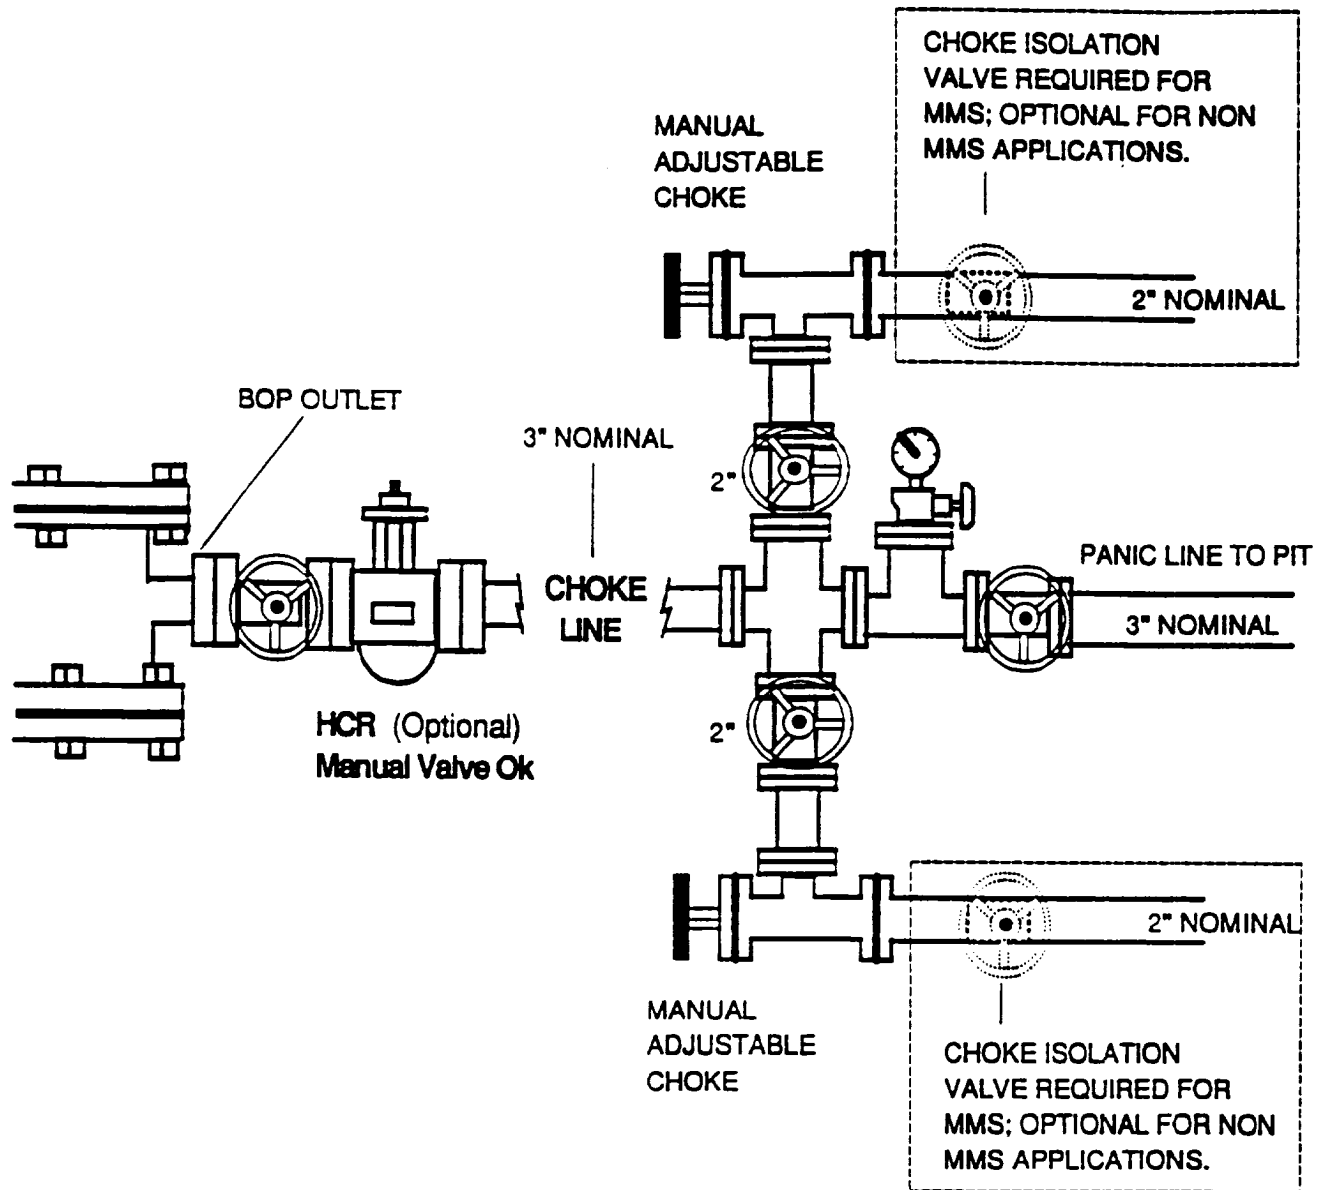 CHOKE ISOLATION
VALVE REQUIRED FOR
MMS; OPTIONAL FOR NON
MMS APPLICATIONS.
MANUAL
ADJUSTABLE
CHOKE
2" NOMINAL
BOP OUTLET
3" NOMINAL
2"
PANIC LINE TO PIT
CHOKE
LINE
3" NOMINAL
HCR (Optional)
Manual Valve Ok
2"
2" NOMINAL
MANUAL
ADJUSTABLE
CHOKE
CHOKE ISOLATION
VALVE REQUIRED FOR
MMS; OPTIONAL FOR NON
MMS APPLICATIONS.